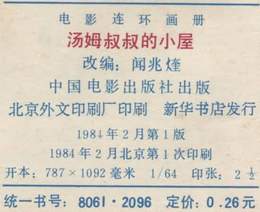 电影连环画册
汤姆叔叔的小屋
改编：闻兆煃
中国电影出版社出版
北京外文印刷厂印刷 新华书店发行
1984年2月第1版
1984年2月北京第1次印刷
开本：787×1092毫米 1/64 印张：2 1/2
统一书号：8061·2096 定价：0.26元